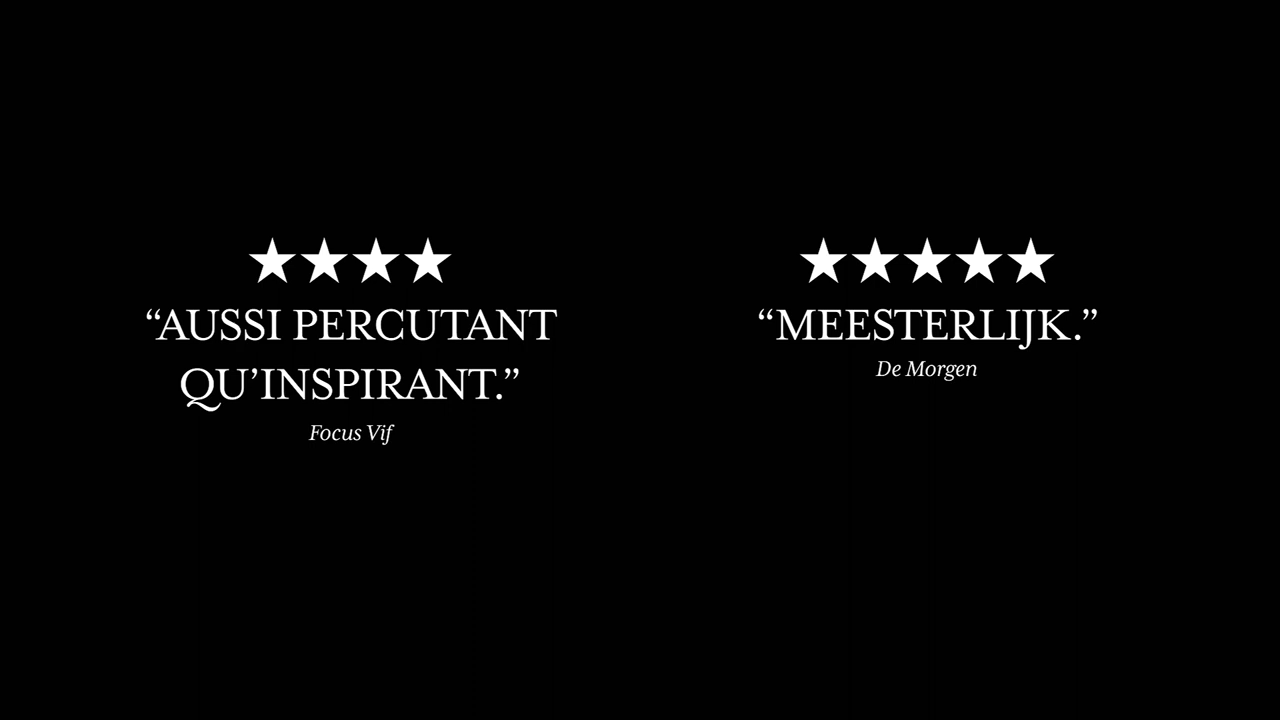 ★★★★
“AUSSI PERCUTANT
QU’INSPIRANT.”
Focus Vif
★★★★★
“MEESTERLIJK.”
De Morgen